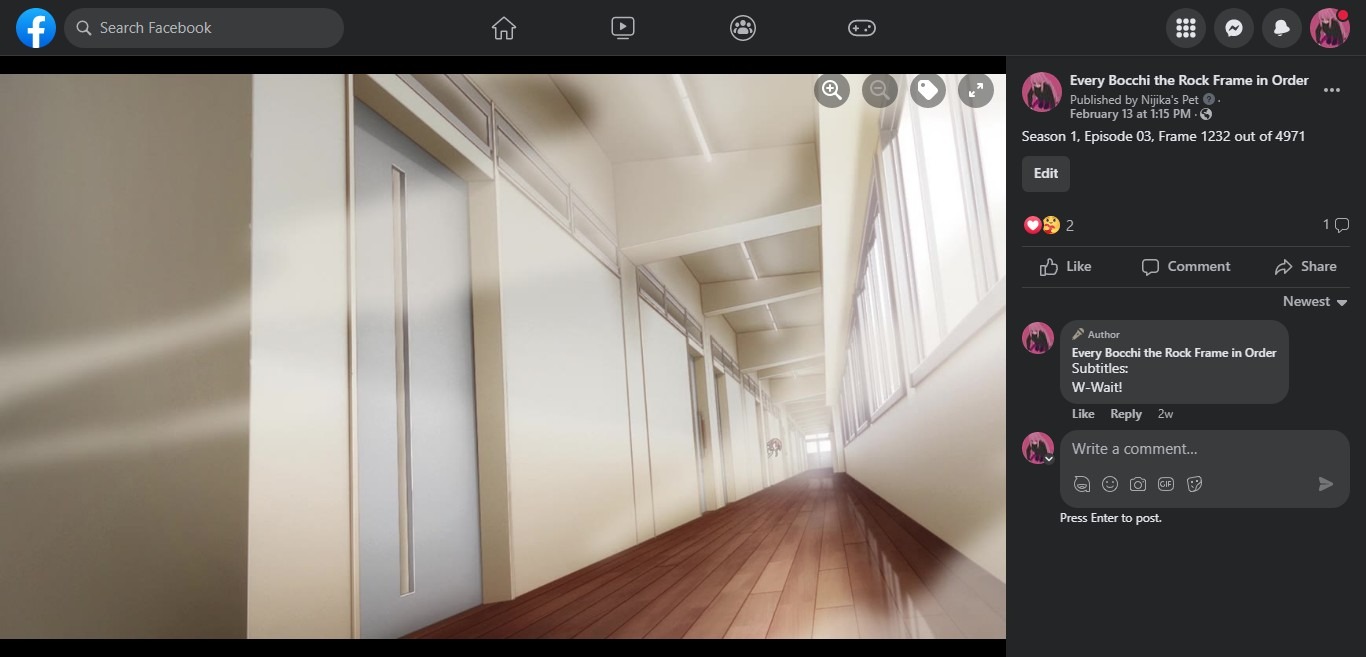 Search Facebook
Every Bocchi the Rock Frame in Order
Published by Nijika's Pet ·
February 13 at 1:15 PM ·
Season 1, Episode 03, Frame 1232 out of 4971
Edit
2
1
Like Comment Share
Newest
Author
Every Bocchi the Rock Frame in Order
Subtitles:
W-Wait!
Like Reply 2w
Write a comment...
GIF
Press Enter to post.